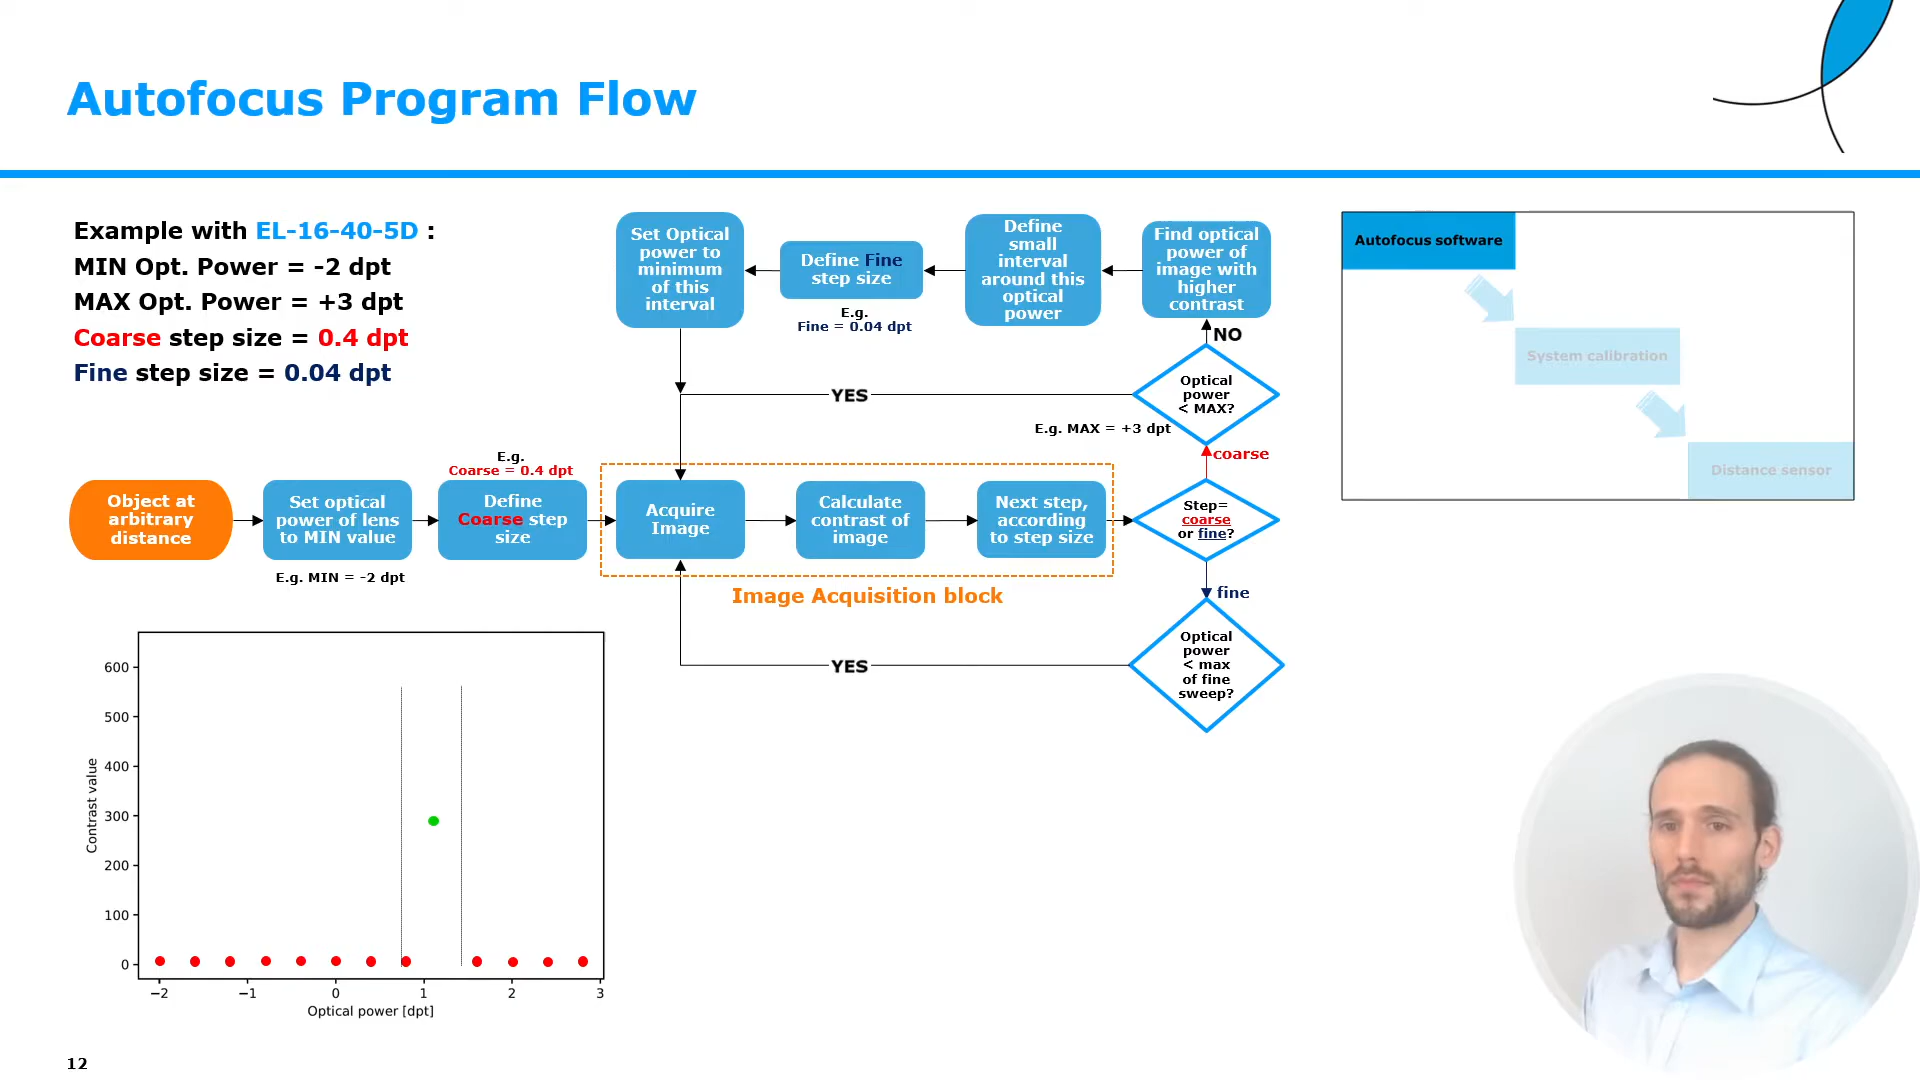 Autofocus Program Flow
Example with EL-16-40-5D :
MIN Opt. Power = -2 dpt
MAX Opt. Power = +3 dpt
Coarse step size = 0.4 dpt
Fine step size = 0.04 dpt
Set Optical
power to
minimum
of this
interval
Define Fine
step size
E.g.
Fine = 0.04 dpt
Define
small
interval
around this
optical
power
Find optical
power of
image with
higher
contrast
NO
Optical
power
< MAX?
YES
E.g. MAX = +3 dpt
coarse
Object at
arbitrary
distance
Set optical
power of lens
to MIN value
E.g. MIN = -2 dpt
E.g.
Coarse = 0.4 dpt
Define
Coarse step
size
Acquire
Image
Calculate
contrast of
image
Next step,
according
to step size
Image Acquisition block
Step=
coarse
or fine?
fine
Optical
power
< max
of fine
sweep?
YES
Autofocus software
System calibration
Distance sensor
Contrast value
600
500
400
300
200
100
0
−2 −1 0 1 2 3
Optical power [dpt]
12